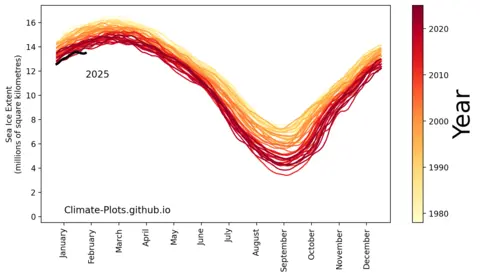 Sea Ice Extent
(millions of square kilometres)
16
14
12
10
8
6
4
2
0
2025
Climate-Plots.github.io
January
February
March
April
May
June
July
August
September
October
November
December
2020
2010
2000
1990
1980
Year